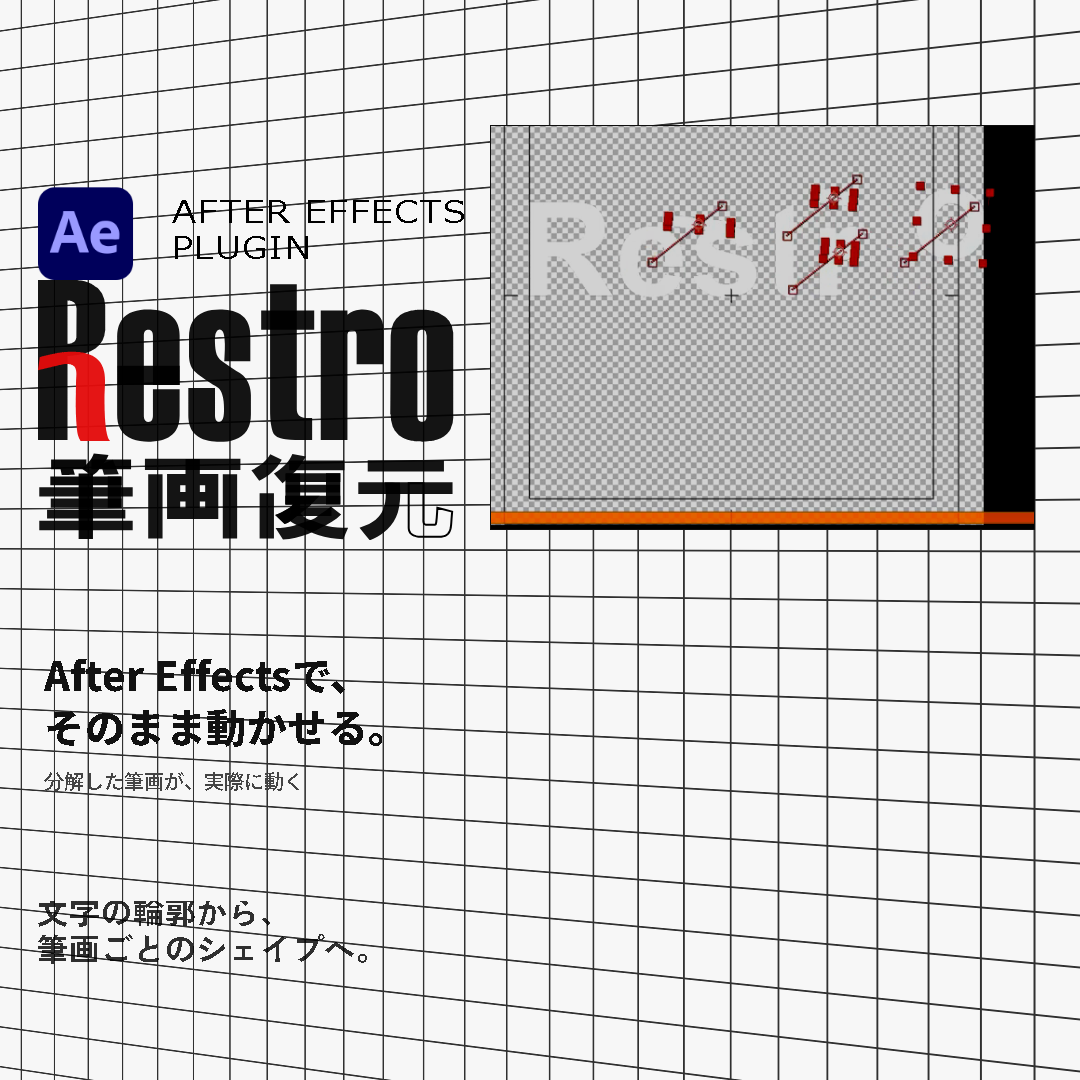 Ae
AFTER EFFECTS
PLUGIN
Restro
筆画復元
Restr
After Effectsで、
そのまま動かせる。
分解した筆画が、実際に動く
文字の輪郭から、
筆画ごとのシェイプへ。